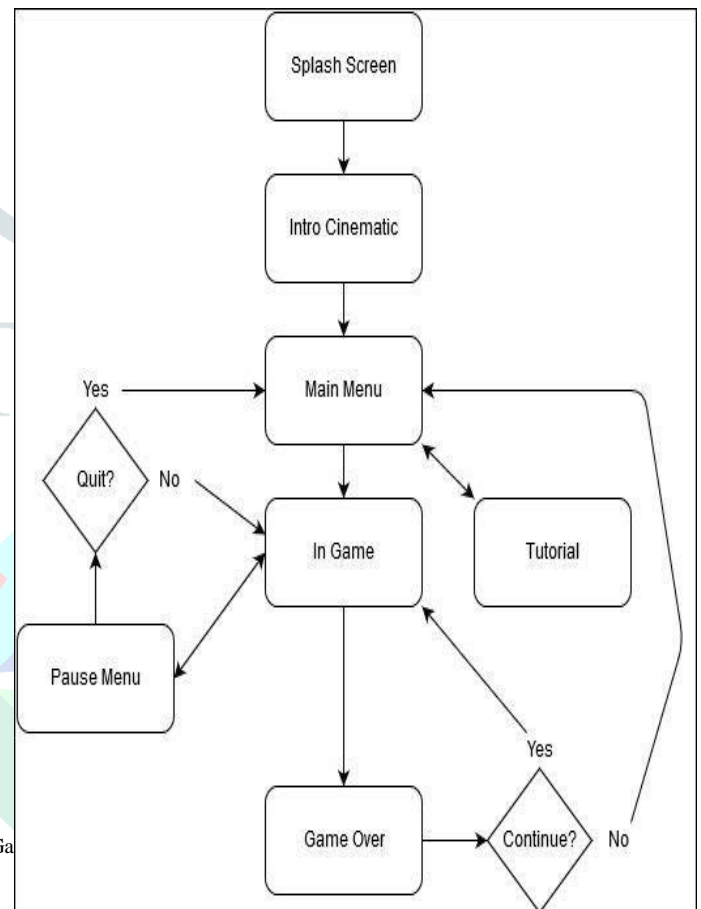 Splash Screen
Intro Cinematic
Yes
Main Menu
Quit?
No
In Game
Tutorial
Pause Menu
Yes
Game Over
Continue?
No